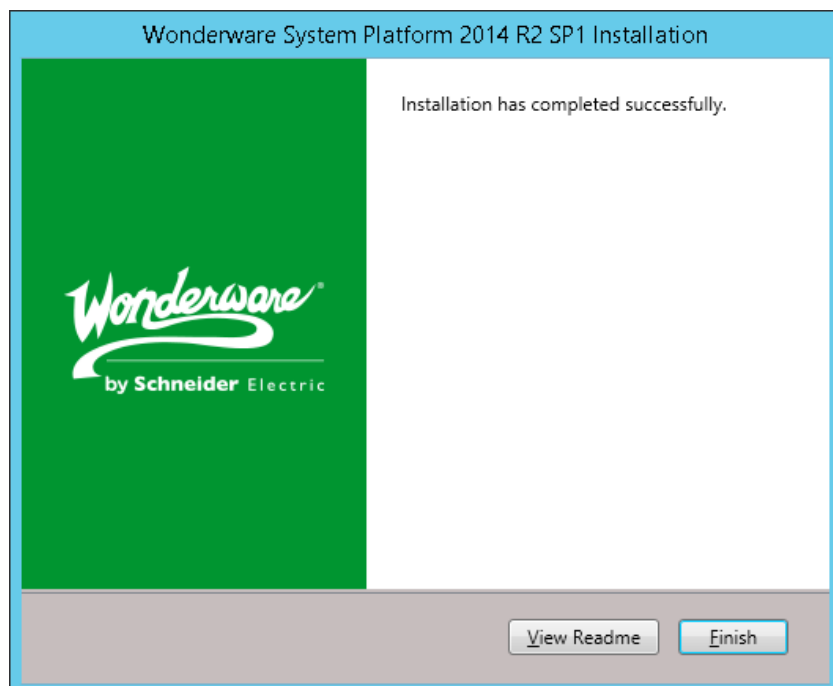 Wonderware System Platform 2014 R2 SP1 Installation
Installation has completed successfully.
Wonderware®
by Schneider Electric
View Readme
Finish